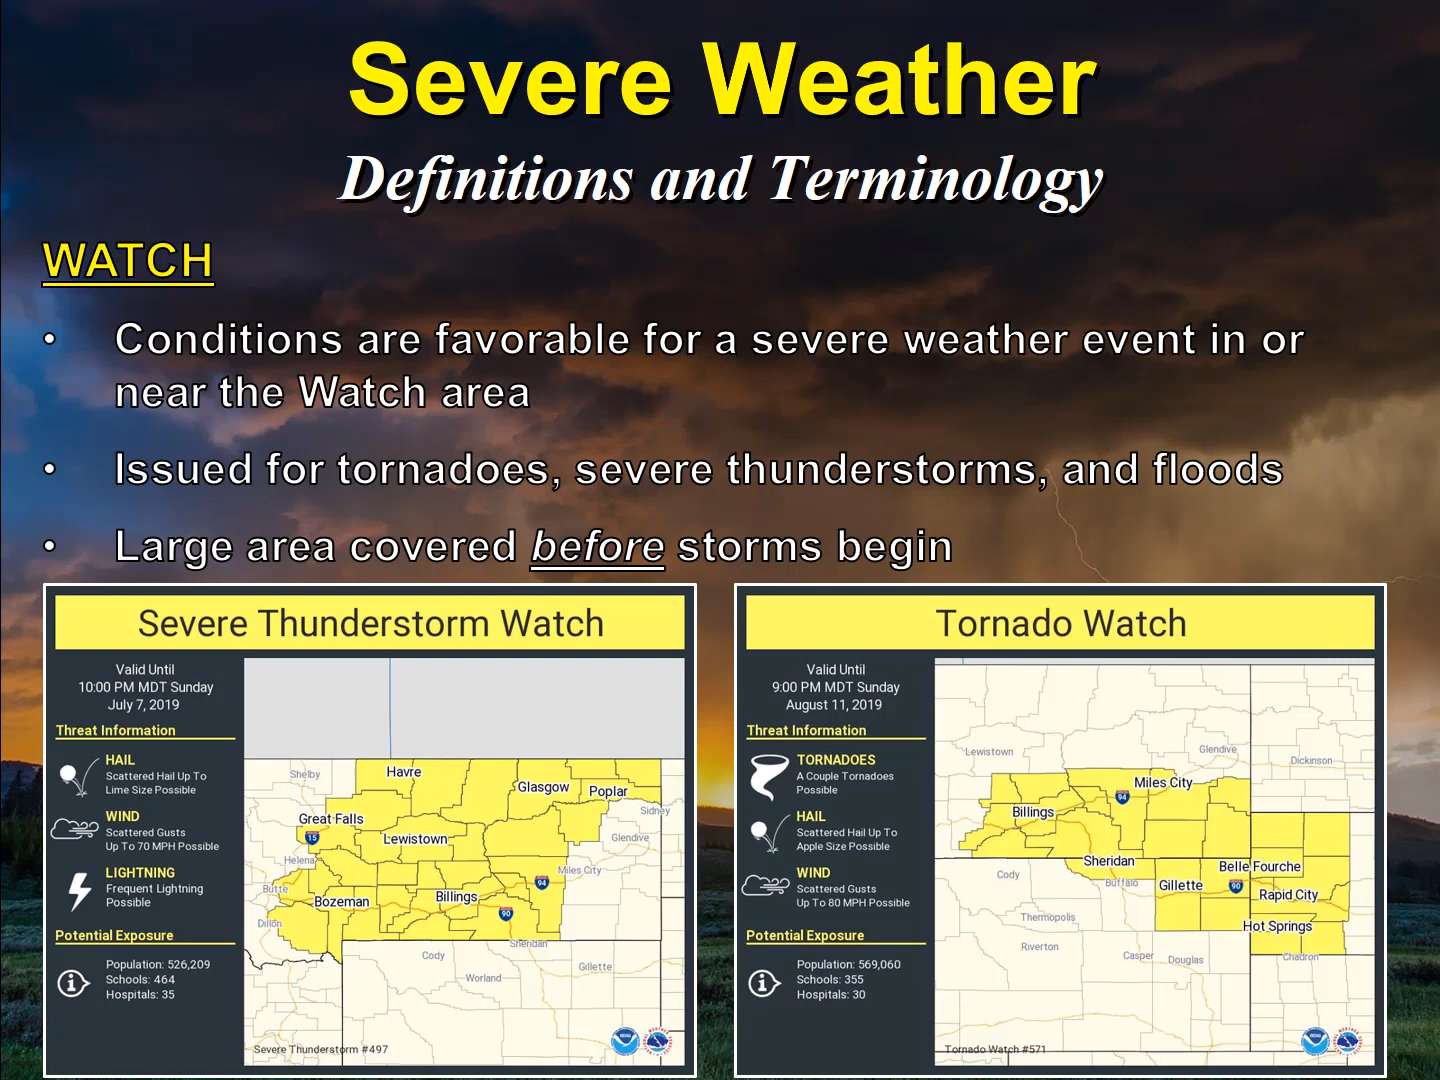 Severe Weather
Definitions and Terminology
WATCH
• Conditions are favorable for a severe weather event in or
near the Watch area
• Issued for tornadoes, severe thunderstorms, and floods
• Large area covered before storms begin
Severe Thunderstorm Watch
Valid Until
10:00 PM MDT Sunday
July 7, 2019
Threat Information
HAIL
Scattered Hail Up To
Lime Size Possible
WIND
Scattered Gusts
Up To 70 MPH Possible
LIGHTNING
Frequent Lightning
Possible
Potential Exposure
Population: 526,209
Schools: 464
Hospitals: 35
Shelby
Havre
Glasgow
Poplar
Sidney
Great Falls
15
Lewistown
Glendive
Helena
Miles City
Butte
94
Bozeman
Billings
90
Dillon
Sheridan
Cody
Gillette
Worland
Severe Thunderstorm #497
Tornado Watch
Valid Until
9:00 PM MDT Sunday
August 11, 2019
Threat Information
TORNADOES
A Couple Tornadoes
Possible
HAIL
Scattered Hail Up To
Apple Size Possible
WIND
Scattered Gusts
Up To 80 MPH Possible
Potential Exposure
Population: 569,060
Schools: 355
Hospitals: 30
Lewistown
Glendive
Dickinson
Miles City
94
Billings
Sheridan
Belle Fourche
Cody
Buffalo
Gillette
90
Rapid City
Thermopolis
Hot Springs
Riverton
Casper
Douglas
Chadron
Tornado Watch #571